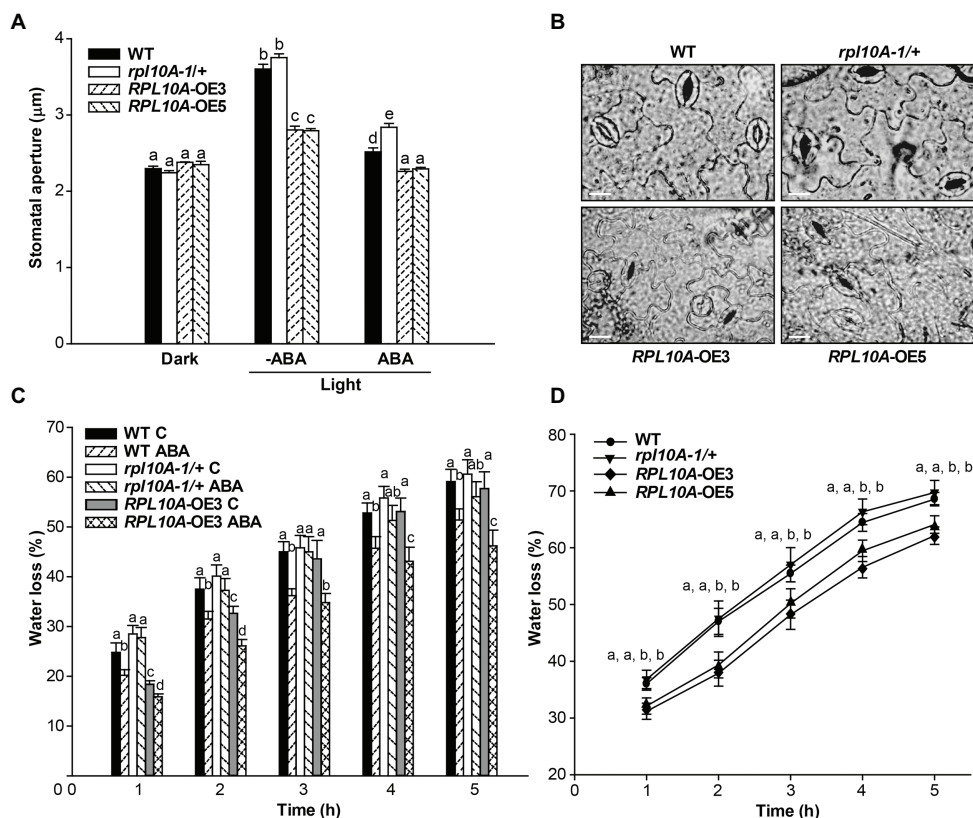 A
4
3
2
1
0
Stomatal aperture (μm)
WT
rpl10A-1/+
RPL10A-OE3
RPL10A-OE5
a a a a
b b c c
d e a a
Dark
-ABA
ABA
Light
B
WT
rpl10A-1/+
RPL10A-OE3
RPL10A-OE5
C
70
60
50
40
30
20
10
0
Water loss (%)
WT C
WT ABA
rpl10A-1/+ C
rpl10A-1/+ ABA
RPL10A-OE3 C
RPL10A-OE3 ABA
a b a a c d
a b a a c d
a b a a a b
a b a ab a c
a b a ab a c
0 1 2 3 4 5
Time (h)
D
80
70
60
50
40
30
20
Water loss (%)
WT
rpl10A-1/+
RPL10A-OE3
RPL10A-OE5
a, a, b, b
a, a, b, b
a, a, b, b
a, a, b, b
a, a, b, b
0 1 2 3 4 5
Time (h)